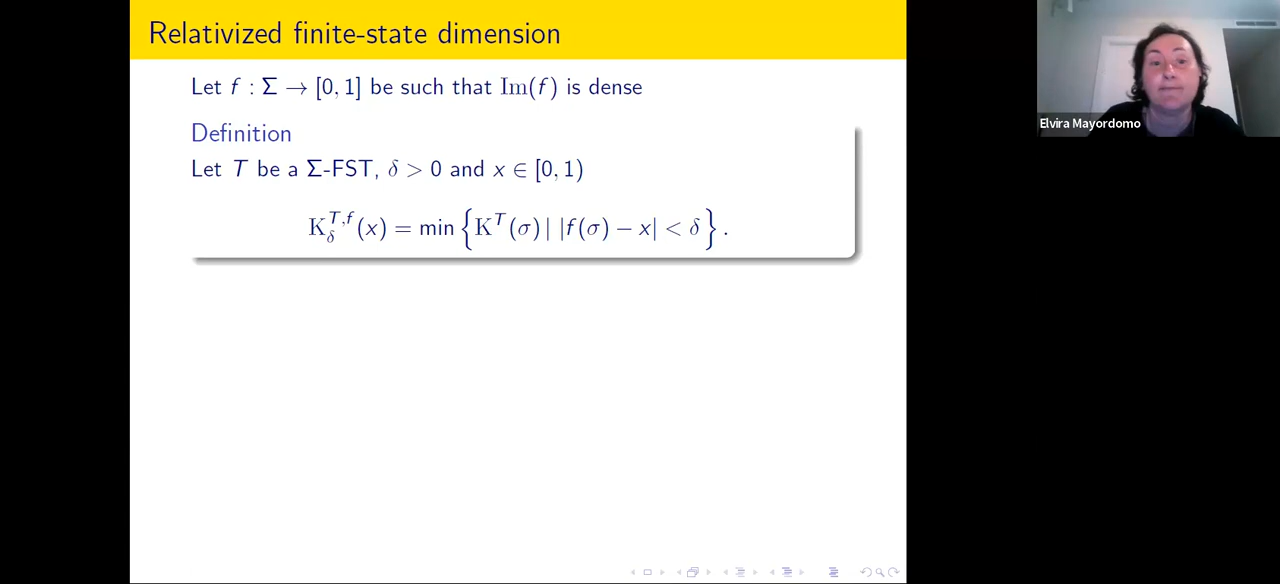 Relativized finite-state dimension
Let f : Σ → [0, 1] be such that Im(f) is dense
Definition
Let T be a Σ-FST, δ > 0 and x ∈ [0, 1)
K_δ^{T,f}(x) = min {K^T(σ) | |f(σ) − x| < δ} .
Elvira Mayordomo